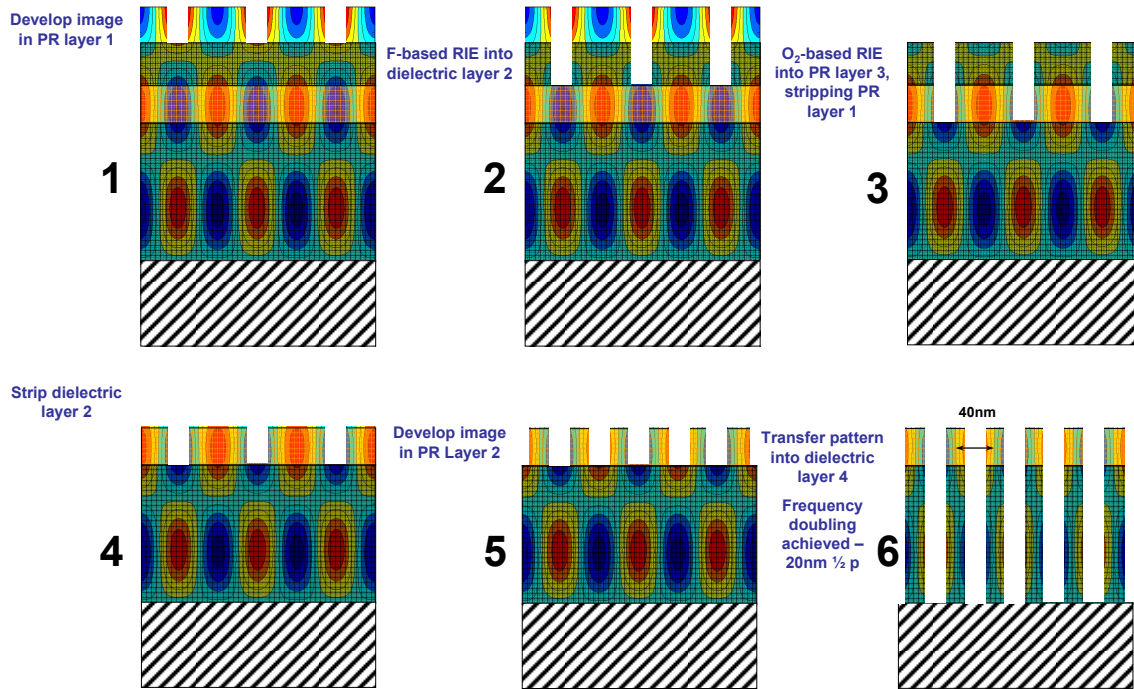 Develop image
in PR layer 1
1
F-based RIE into
dielectric layer 2
2
O₂-based RIE
into PR layer 3,
stripping PR
layer 1
3
Strip dielectric
layer 2
4
Develop image
in PR Layer 2
5
Transfer pattern
into dielectric
layer 4
Frequency
doubling
achieved –
20nm ½ p
40nm
6